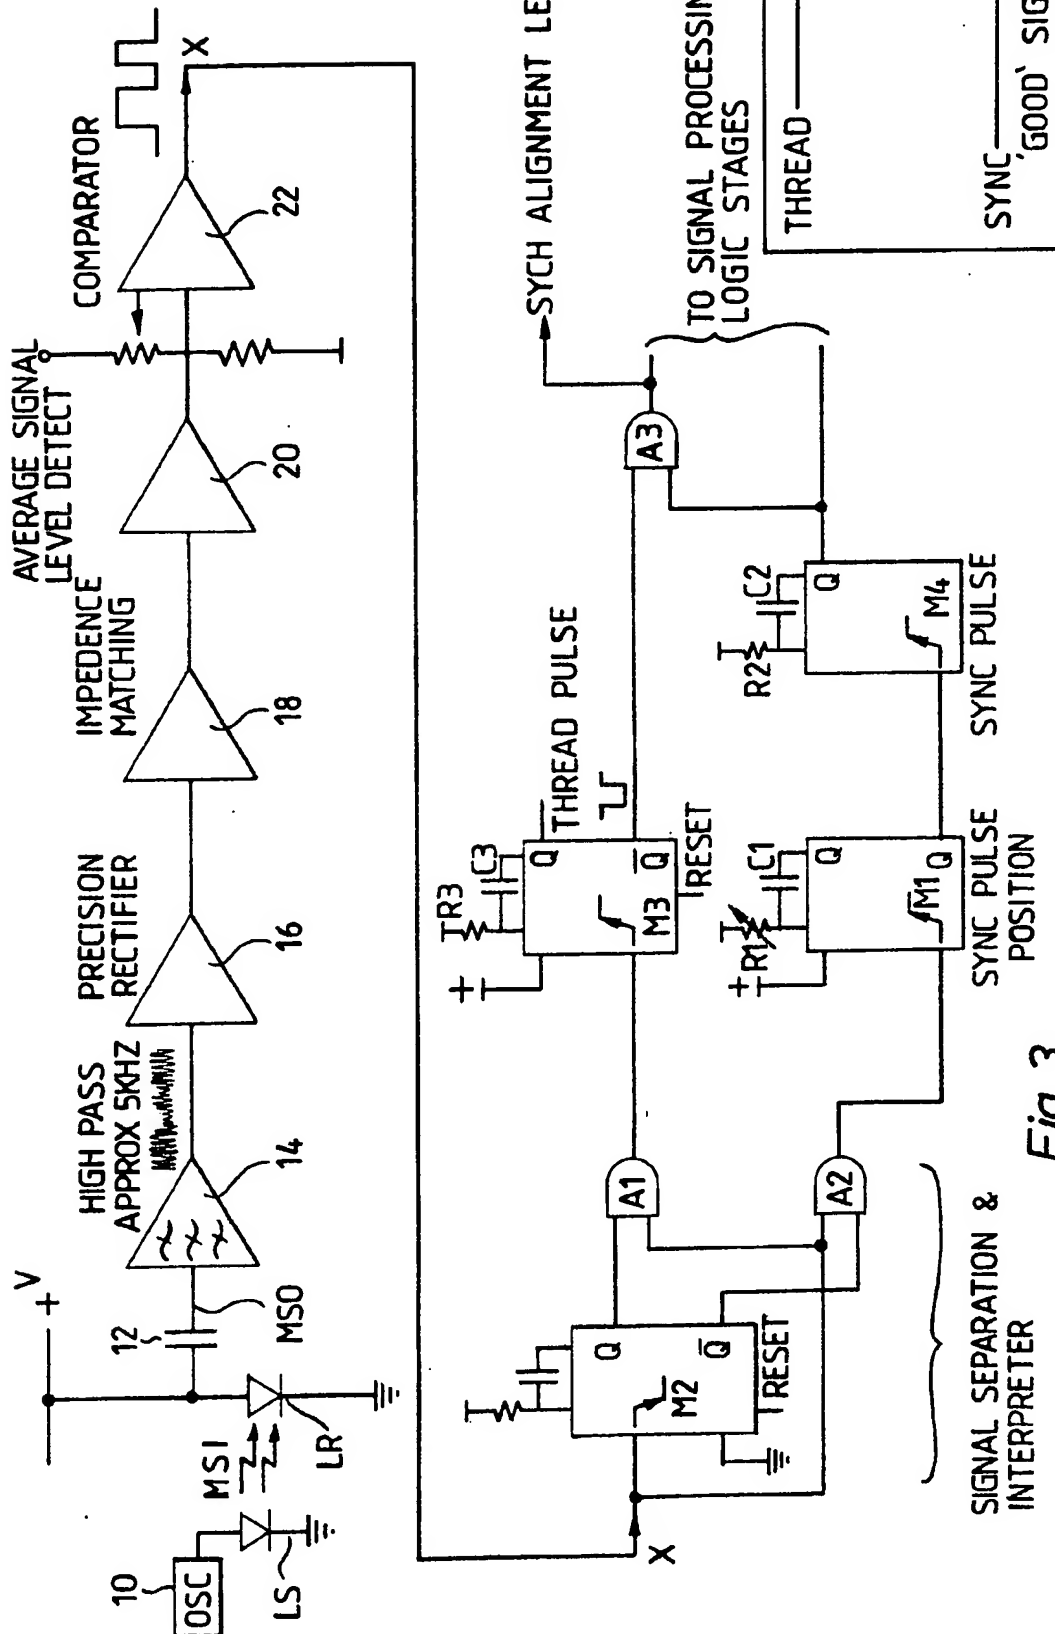 + V
10
OSC
LS
MSI
LR
12
MSO
HIGH PASS
APPROX 5KHZ
14
PRECISION
RECTIFIER
16
IMPEDENCE
MATCHING
18
20
AVERAGE SIGNAL
LEVEL DETECT
COMPARATOR
22
X
X
M2
Q
Q̅
RESET
A1
A2
SIGNAL SEPARATION &
INTERPRETER
+
R3
C3
Q
M3
Q̅
RESET
THREAD PULSE
+
R1
C1
Q
M1
Q
SYNC PULSE
POSITION
R2
C2
Q
M4
SYNC PULSE
A3
SYCH ALIGNMENT LE
TO SIGNAL PROCESSIN
LOGIC STAGES
THREAD
SYNC
'GOOD' SIG
Fig. 3